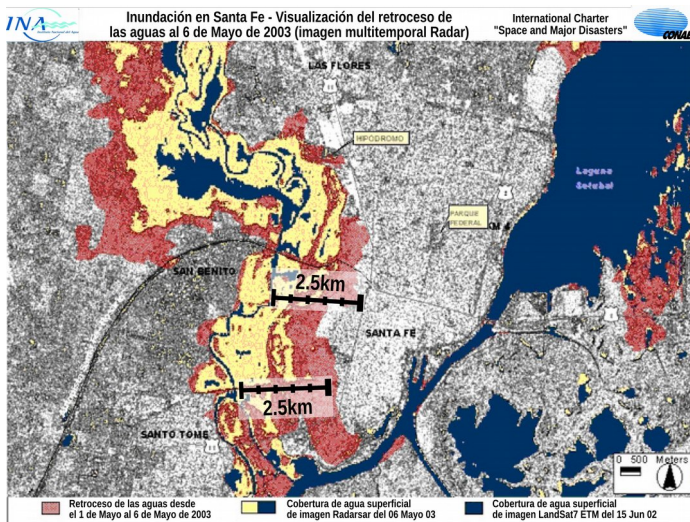 INA
Instituto Nacional del Agua
Inundación en Santa Fe - Visualización del retroceso de
las aguas al 6 de Mayo de 2003 (imagen multitemporal Radar)
International Charter
"Space and Major Disasters"
CONAE
LAS FLORES
HIPODROMO
Laguna
Setubal
PARQUE
FEDERAL
SAN BENITO
2.5km
SANTA FE
2.5km
SANTO TOME
0 500 Meters
Retroceso de las aguas desde
el 1 de Mayo al 6 de Mayo de 2003
Cobertura de agua superficial
de imagen Radarsar del 06 Mayo 03
Cobertura de agua superficial
de imagen LandSat7 ETM del 15 Jun 02